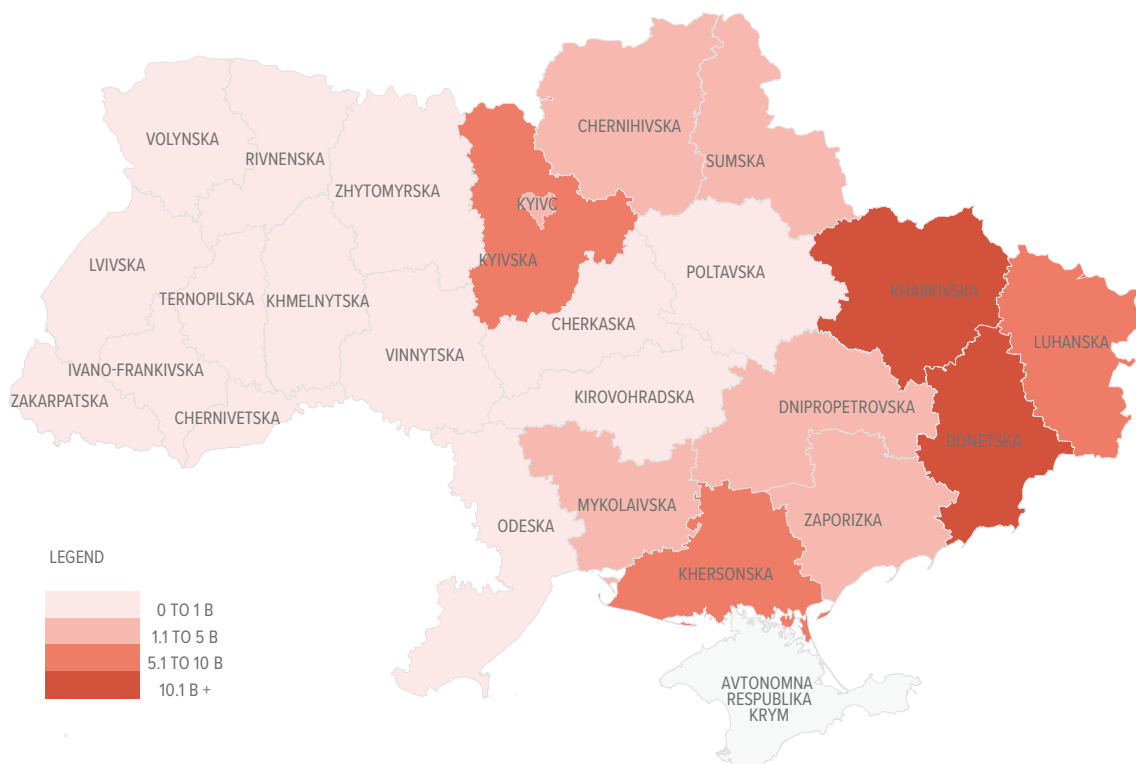 CHERNIHIVSKA
VOLYNSKA
RIVNENSKA
SUMSKA
ZHYTOMYRSKA
KYIVC
KYIVSKA
LVIVSKA
POLTAVSKA
KHARKIVSKA
TERNOPILSKA
KHMELNYTSKA
CHERKASKA
LUHANSKA
VINNYTSKA
IVANO-FRANKIVSKA
ZAKARPATSKA
KIROVOHRADSKA
DNIPROPETROVSKA
CHERNIVETSKA
DONETSKA
MYKOLAIVSKA
ZAPORIZKA
ODESKA
KHERSONSKA
LEGEND
0 TO 1 B
1.1 TO 5 B
5.1 TO 10 B
10.1 B +
AVTONOMNA
RESPUBLIKA
KRYM